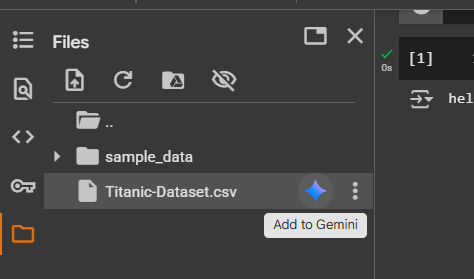 Files
[1]
0s
hel
..
sample_data
Titanic-Dataset.csv
Add to Gemini